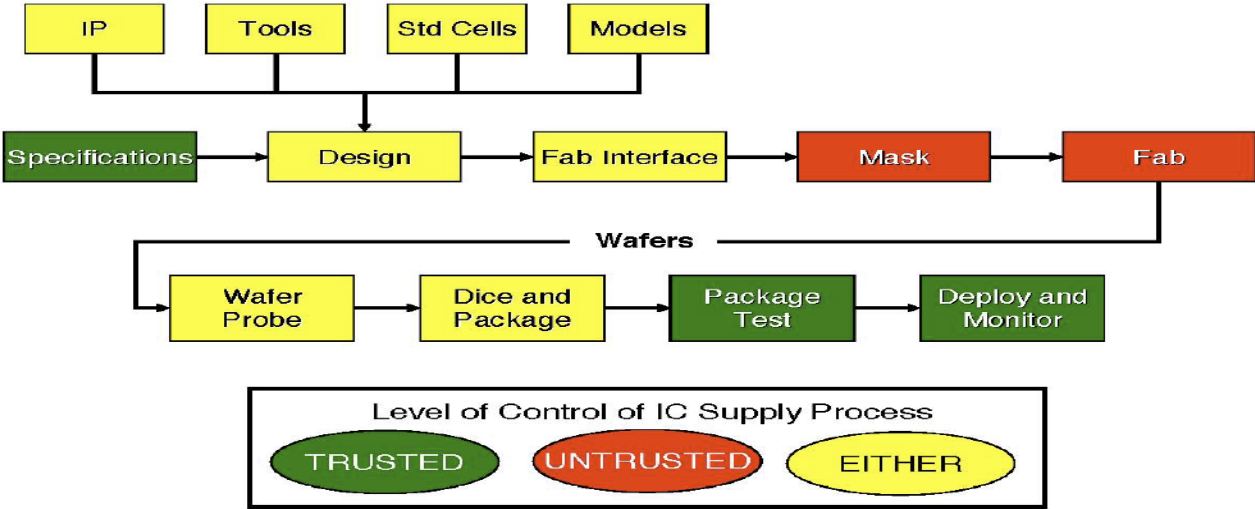 IP
Tools
Std Cells
Models
Specifications
Design
Fab Interface
Mask
Fab
Wafers
Wafer
Probe
Dice and
Package
Package
Test
Deploy and
Monitor
Level of Control of IC Supply Process
TRUSTED
UNTRUSTED
EITHER